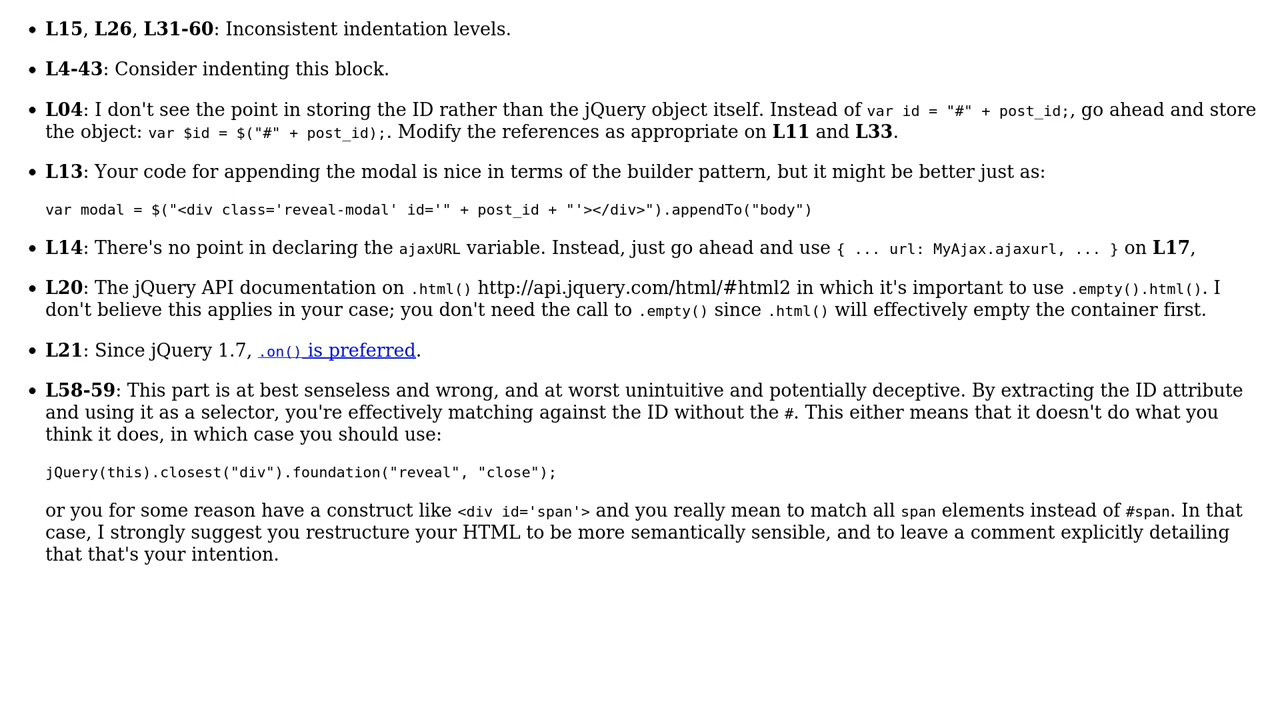 • L15, L26, L31-60: Inconsistent indentation levels.
• L4-43: Consider indenting this block.
• L04: I don't see the point in storing the ID rather than the jQuery object itself. Instead of var id = "#" + post_id;, go ahead and store
the object: var $id = $("#" + post_id);. Modify the references as appropriate on L11 and L33.
• L13: Your code for appending the modal is nice in terms of the builder pattern, but it might be better just as:
var modal = $("<div class='reveal-modal' id='" + post_id + "'></div>").appendTo("body")
• L14: There's no point in declaring the ajaxURL variable. Instead, just go ahead and use { ... url: MyAjax.ajaxurl, ... } on L17,
• L20: The jQuery API documentation on .html() http://api.jquery.com/html/#html2 in which it's important to use .empty().html(). I
don't believe this applies in your case; you don't need the call to .empty() since .html() will effectively empty the container first.
• L21: Since jQuery 1.7, .on() is preferred.
• L58-59: This part is at best senseless and wrong, and at worst unintuitive and potentially deceptive. By extracting the ID attribute
and using it as a selector, you're effectively matching against the ID without the #. This either means that it doesn't do what you
think it does, in which case you should use:
jQuery(this).closest("div").foundation("reveal", "close");
or you for some reason have a construct like <div id='span'> and you really mean to match all span elements instead of #span. In that
case, I strongly suggest you restructure your HTML to be more semantically sensible, and to leave a comment explicitly detailing
that that's your intention.